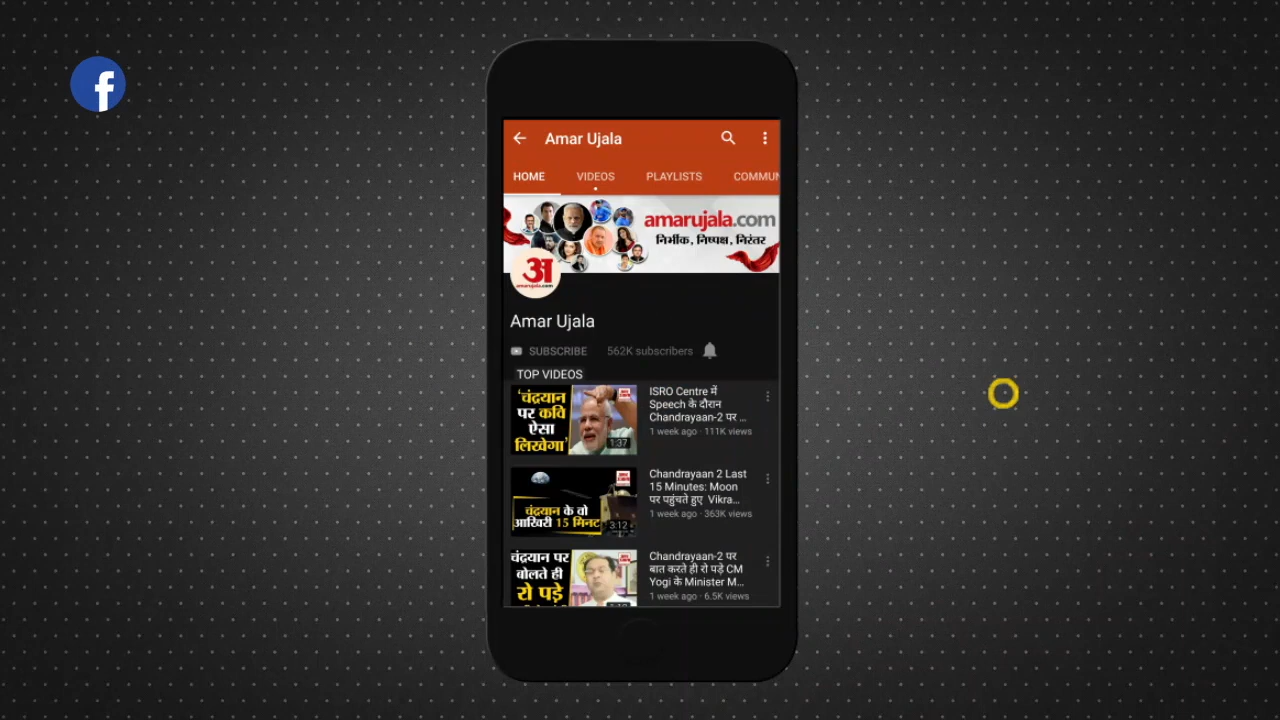 f
Amar Ujala
HOME VIDEOS PLAYLISTS COMMUN
amarujala.com
निर्भीक, निष्पक्ष, निरंतर
अ
amarujala.com
Amar Ujala
SUBSCRIBE 562K subscribers
TOP VIDEOS
'चंद्रयान
पर कवि
ऐसा
लिखेगा'
1:37
ISRO Centre में
Speech के दौरान
Chandrayaan-2 पर ...
1 week ago · 111K views
चंद्रयान के वो
आखिरी 15 मिनट
3:12
Chandrayaan 2 Last
15 Minutes: Moon
पर पहुंचते हुए Vikra...
1 week ago · 363K views
चंद्रयान पर
बोलते ही
रो पड़े
Chandrayaan-2 पर
बात करते ही रो पड़े CM
Yogi के Minister M...
1 week ago · 6.5K views